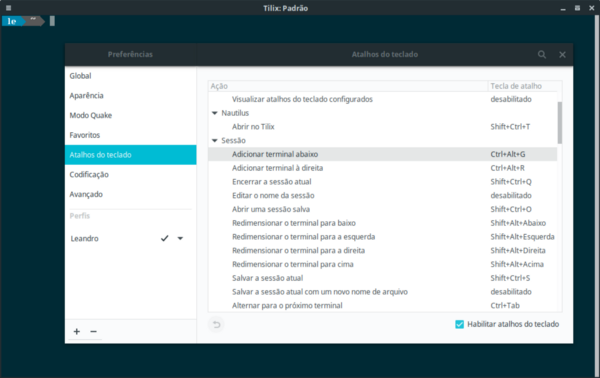 Tilix: Padrão
le ~
Preferências
Atalhos do teclado
Global
Aparência
Modo Quake
Favoritos
Atalhos do teclado
Codificação
Avançado
Perfis
Leandro
Ação Tecla de atalho
Visualizar atalhos do teclado configurados desabilitado
Nautilus
Abrir no Tilix Shift+Ctrl+T
Sessão
Adicionar terminal abaixo Ctrl+Alt+G
Adicionar terminal à direita Ctrl+Alt+R
Encerrar a sessão atual Shift+Ctrl+Q
Editar o nome da sessão desabilitado
Abrir uma sessão salva Shift+Ctrl+O
Redimensionar o terminal para baixo Shift+Alt+Abaixo
Redimensionar o terminal para a esquerda Shift+Alt+Esquerda
Redimensionar o terminal para a direita Shift+Alt+Direita
Redimensionar o terminal para cima Shift+Alt+Acima
Salvar a sessão atual Shift+Ctrl+S
Salvar a sessão atual com um novo nome de arquivo desabilitado
Alternar para o próximo terminal Ctrl+Tab
Habilitar atalhos do teclado